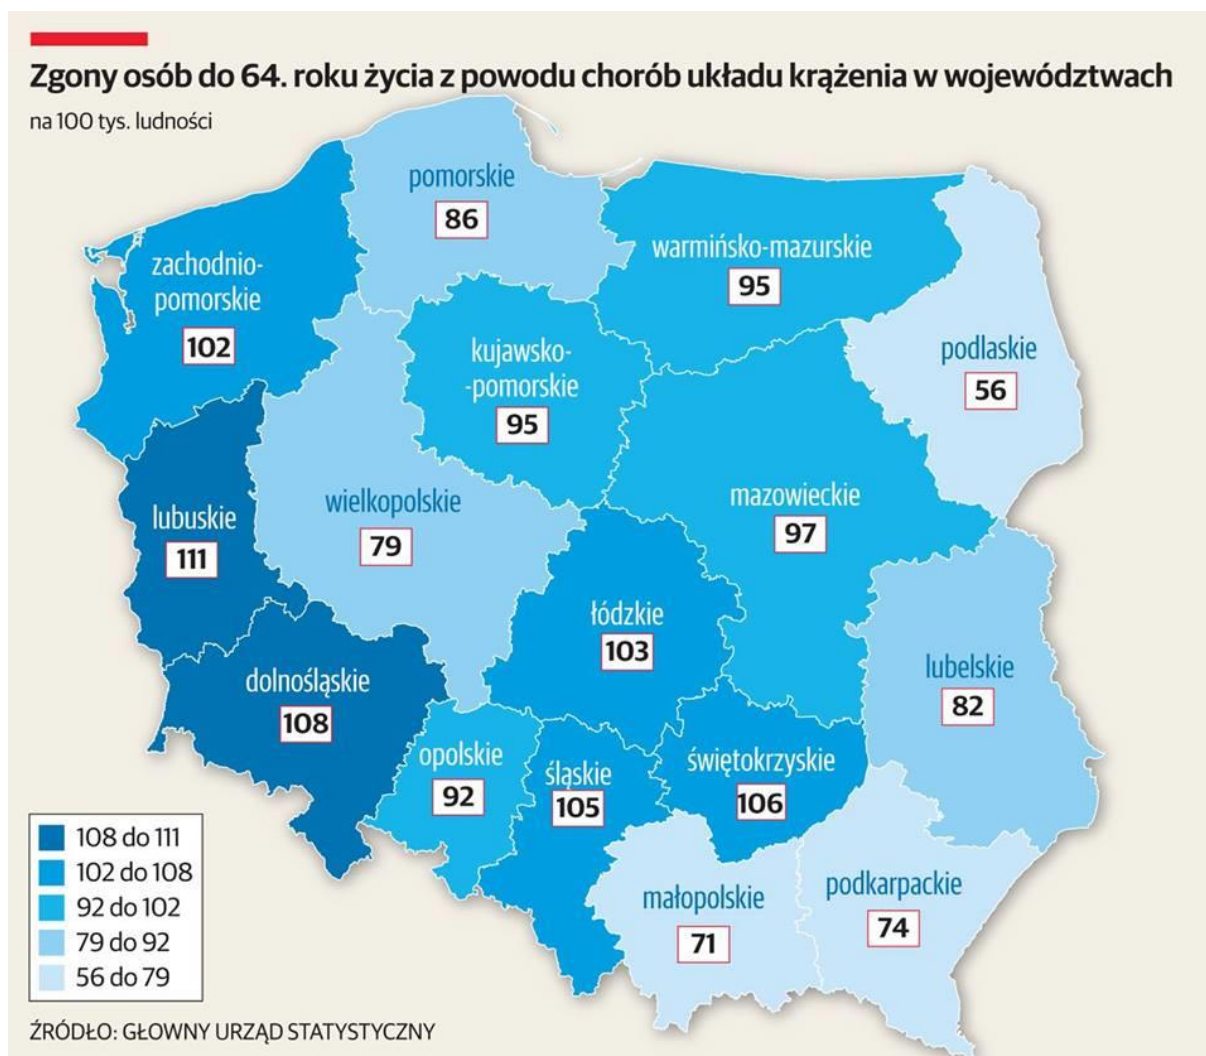 Zgony osób do 64. roku życia z powodu chorób układu krążenia w województwach
na 100 tys. ludności
pomorskie
86
warmińsko-mazurskie
95
zachodnio-
pomorskie
102
podlaskie
56
kujawsko-
-pomorskie
95
lubuskie
111
wielkopolskie
79
mazowieckie
97
łódzkie
103
lubelskie
82
dolnośląskie
108
opolskie
92
śląskie
105
świętokrzyskie
106
małopolskie
71
podkarpackie
74
108 do 111
102 do 108
92 do 102
79 do 92
56 do 79
ŹRÓDŁO: GŁOWNY URZĄD STATYSTYCZNY